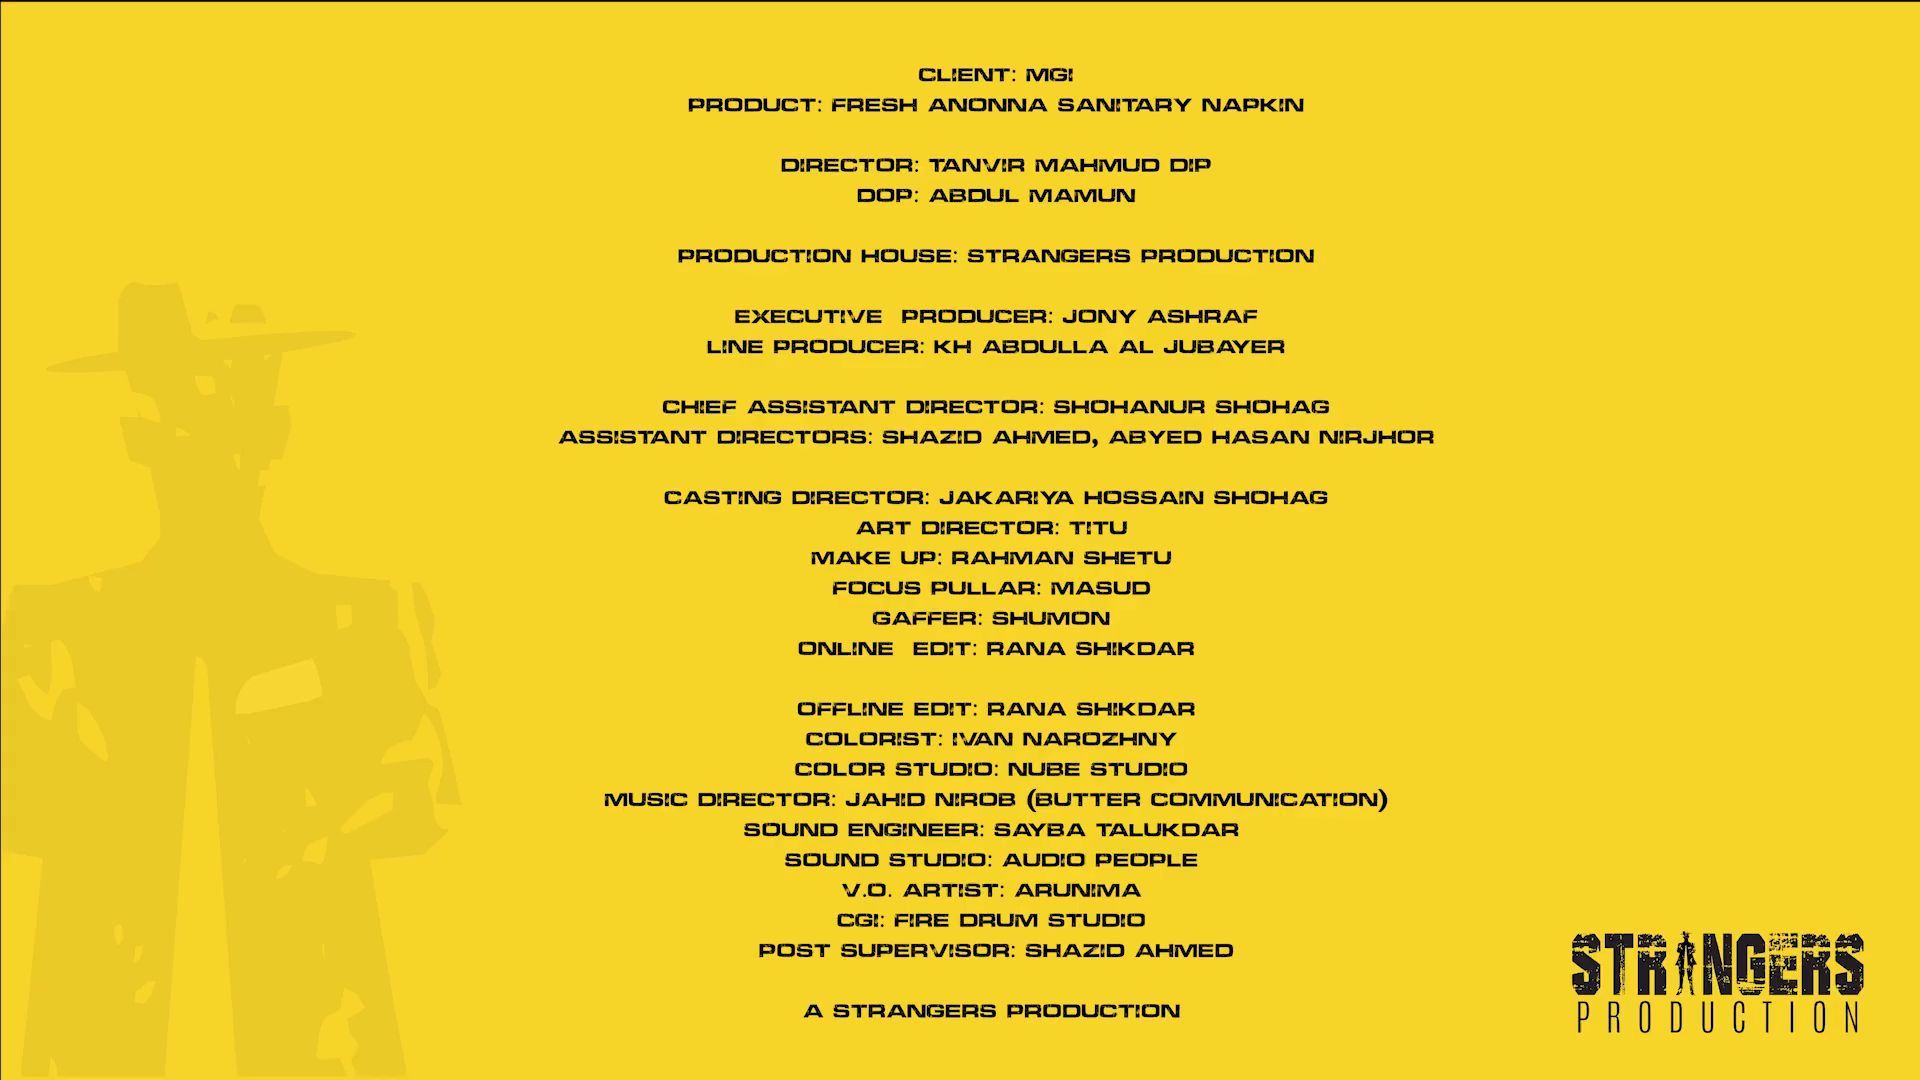 CLIENT: MGI
PRODUCT: FRESH ANONNA SANITARY NAPKIN
DIRECTOR: TANVIR MAHMUD DIP
DOP: ABDUL MAMUN
PRODUCTION HOUSE: STRANGERS PRODUCTION
EXECUTIVE PRODUCER: JONY ASHRAF
LINE PRODUCER: KH ABDULLA AL JUBAYER
CHIEF ASSISTANT DIRECTOR: SHOHANUR SHOHAG
ASSISTANT DIRECTORS: SHAZID AHMED, ABYED HASAN NIRJHOR
CASTING DIRECTOR: JAKARIYA HOSSAIN SHOHAG
ART DIRECTOR: TITU
MAKE UP: RAHMAN SHETU
FOCUS PULLAR: MASUD
GAFFER: SHUMON
ONLINE EDIT: RANA SHIKDAR
OFFLINE EDIT: RANA SHIKDAR
COLORIST: IVAN NAROZHNY
COLOR STUDIO: NUBE STUDIO
MUSIC DIRECTOR: JAHID NIROB (BUTTER COMMUNICATION)
SOUND ENGINEER: SAYBA TALUKDAR
SOUND STUDIO: AUDIO PEOPLE
V.O. ARTIST: ARUNIMA
CGI: FIRE DRUM STUDIO
POST SUPERVISOR: SHAZID AHMED
A STRANGERS PRODUCTION
STRANGERS
PRODUCTION